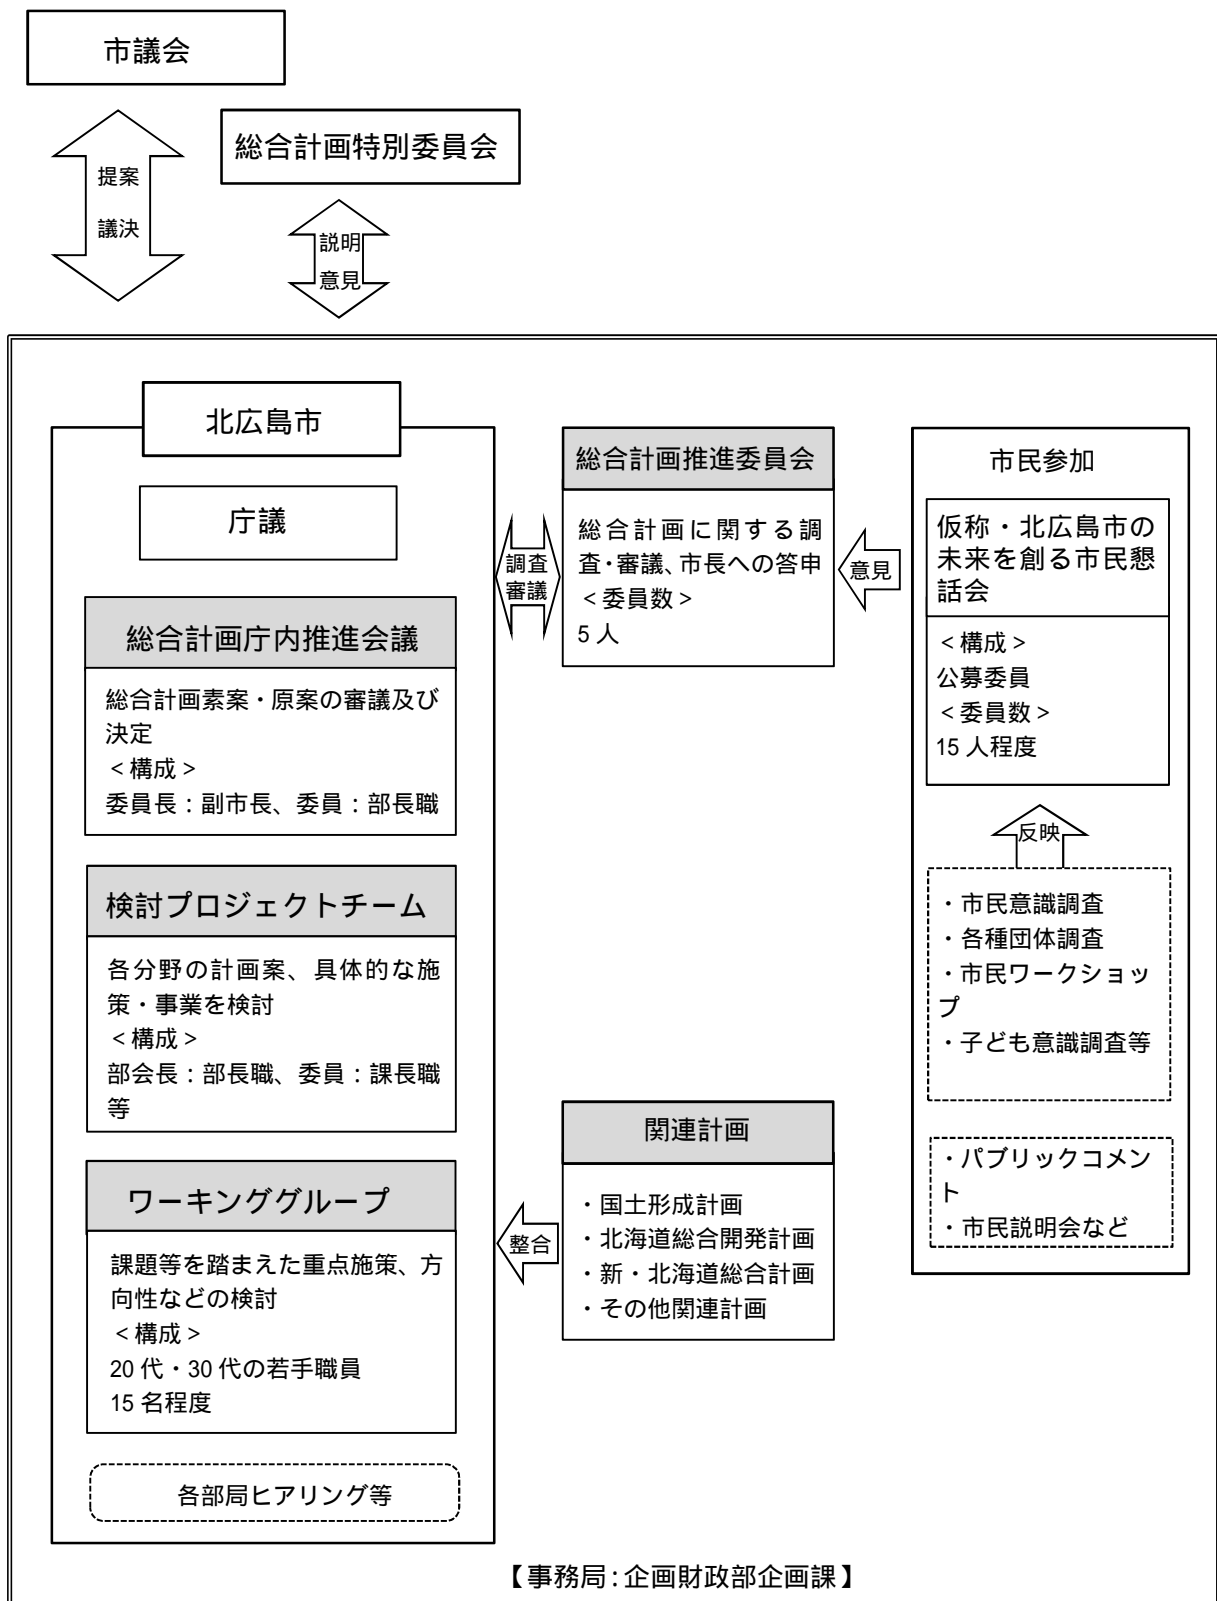 市議会
総合計画特別委員会
提案
議決
説明
意見
北広島市
庁議
総合計画庁内推進会議
総合計画素案・原案の審議及び
決定
＜構成＞
委員長：副市長、委員：部長職
検討プロジェクトチーム
各分野の計画案、具体的な施
策・事業を検討
＜構成＞
部会長：部長職、委員：課長職
等
ワーキンググループ
課題等を踏まえた重点施策、方
向性などの検討
＜構成＞
20 代・30 代の若手職員
15 名程度
各部局ヒアリング等
調査
審議
総合計画推進委員会
総合計画に関する調
査・審議、市長への答申
＜委員数＞
5 人
意見
整合
関連計画
・国土形成計画
・北海道総合開発計画
・新・北海道総合計画
・その他関連計画
市民参加
仮称・北広島市の
未来を創る市民懇
話会
＜構成＞
公募委員
＜委員数＞
15 人程度
反映
・市民意識調査
・各種団体調査
・市民ワークショッ
プ
・子ども意識調査等
・パブリックコメン
ト
・市民説明会など
【事務局：企画財政部企画課】